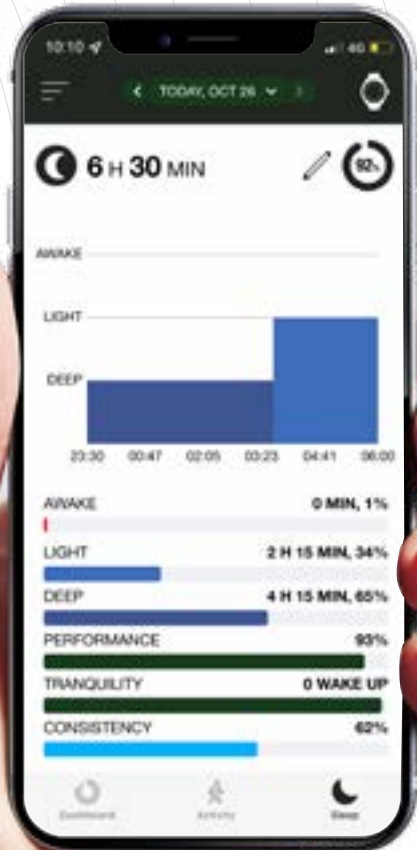 10:10 4G
TODAY, OCT 26
6 H 30 MIN 92%
AWAKE
LIGHT
DEEP
23:30 00:47 02:05 03:23 04:41 06:00
AWAKE 0 MIN, 1%
LIGHT 2 H 15 MIN, 34%
DEEP 4 H 15 MIN, 65%
PERFORMANCE 93%
TRANQUILITY 0 WAKE UP
CONSISTENCY 62%
Dashboard Activity Sleep